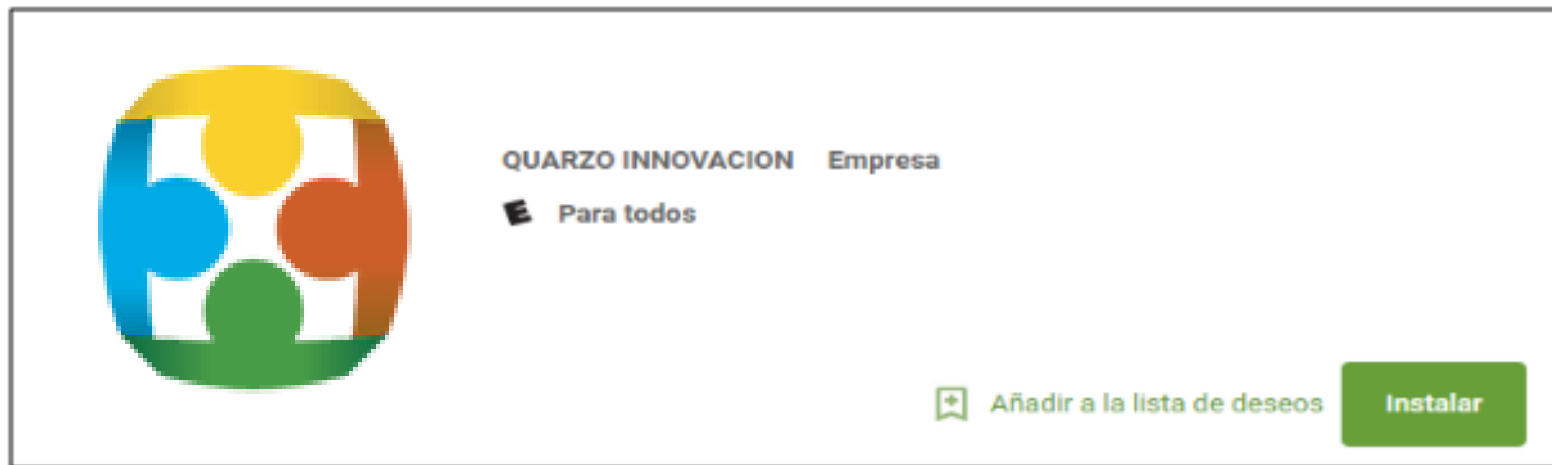 QUARZO INNOVACION Empresa
E Para todos
Añadir a la lista de deseos Instalar